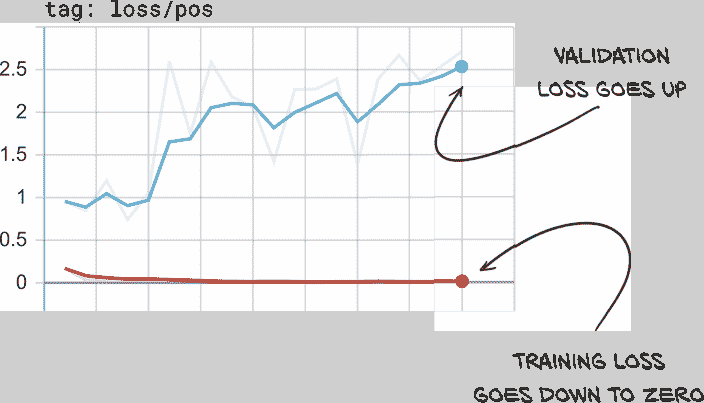 tag: loss/pos
2.5
2
1.5
1
0.5
0
VALIDATION
LOSS GOES UP
TRAINING LOSS
GOES DOWN TO ZERO